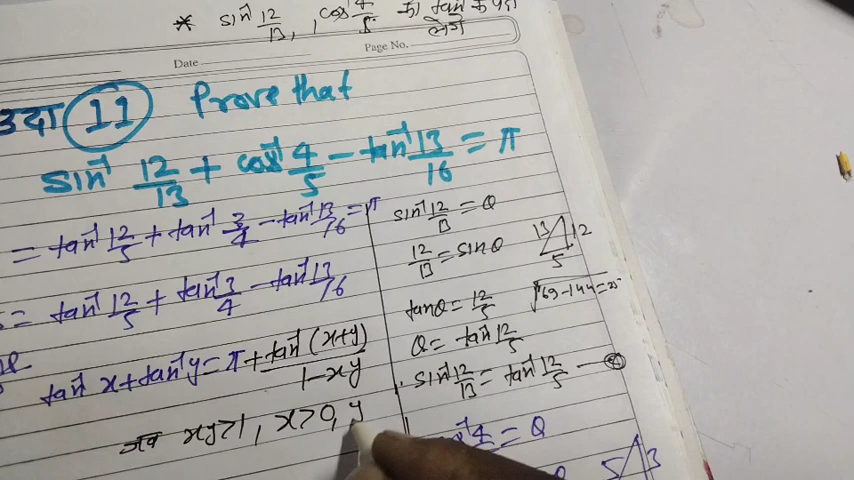 * sin⁻¹ 12/13, cos⁻¹ 4/5 को tan⁻¹ के
लेंगे
Date
Page No.
उदा 11 Prove that
sin⁻¹ 12/13 + cos⁻¹ 4/5 - tan⁻¹ 13/16 = π
= tan⁻¹ 12/5 + tan⁻¹ 3/4 - tan⁻¹ 13/16 = π
= tan⁻¹ 12/5 + tan⁻¹ 3/4 - tan⁻¹ 13/16
tan⁻¹ x + tan⁻¹ y = π + tan⁻¹ (x+y)/1-xy
जब xy>1, x>0, y
sin⁻¹ 12/13 = θ
12/13 = sinθ
13 12
5
tanθ = 12/5
√169-144=25
θ = tan⁻¹ 12/5
∴ sin⁻¹ 12/13 = tan⁻¹ 12/5
4/5 = θ
5 3